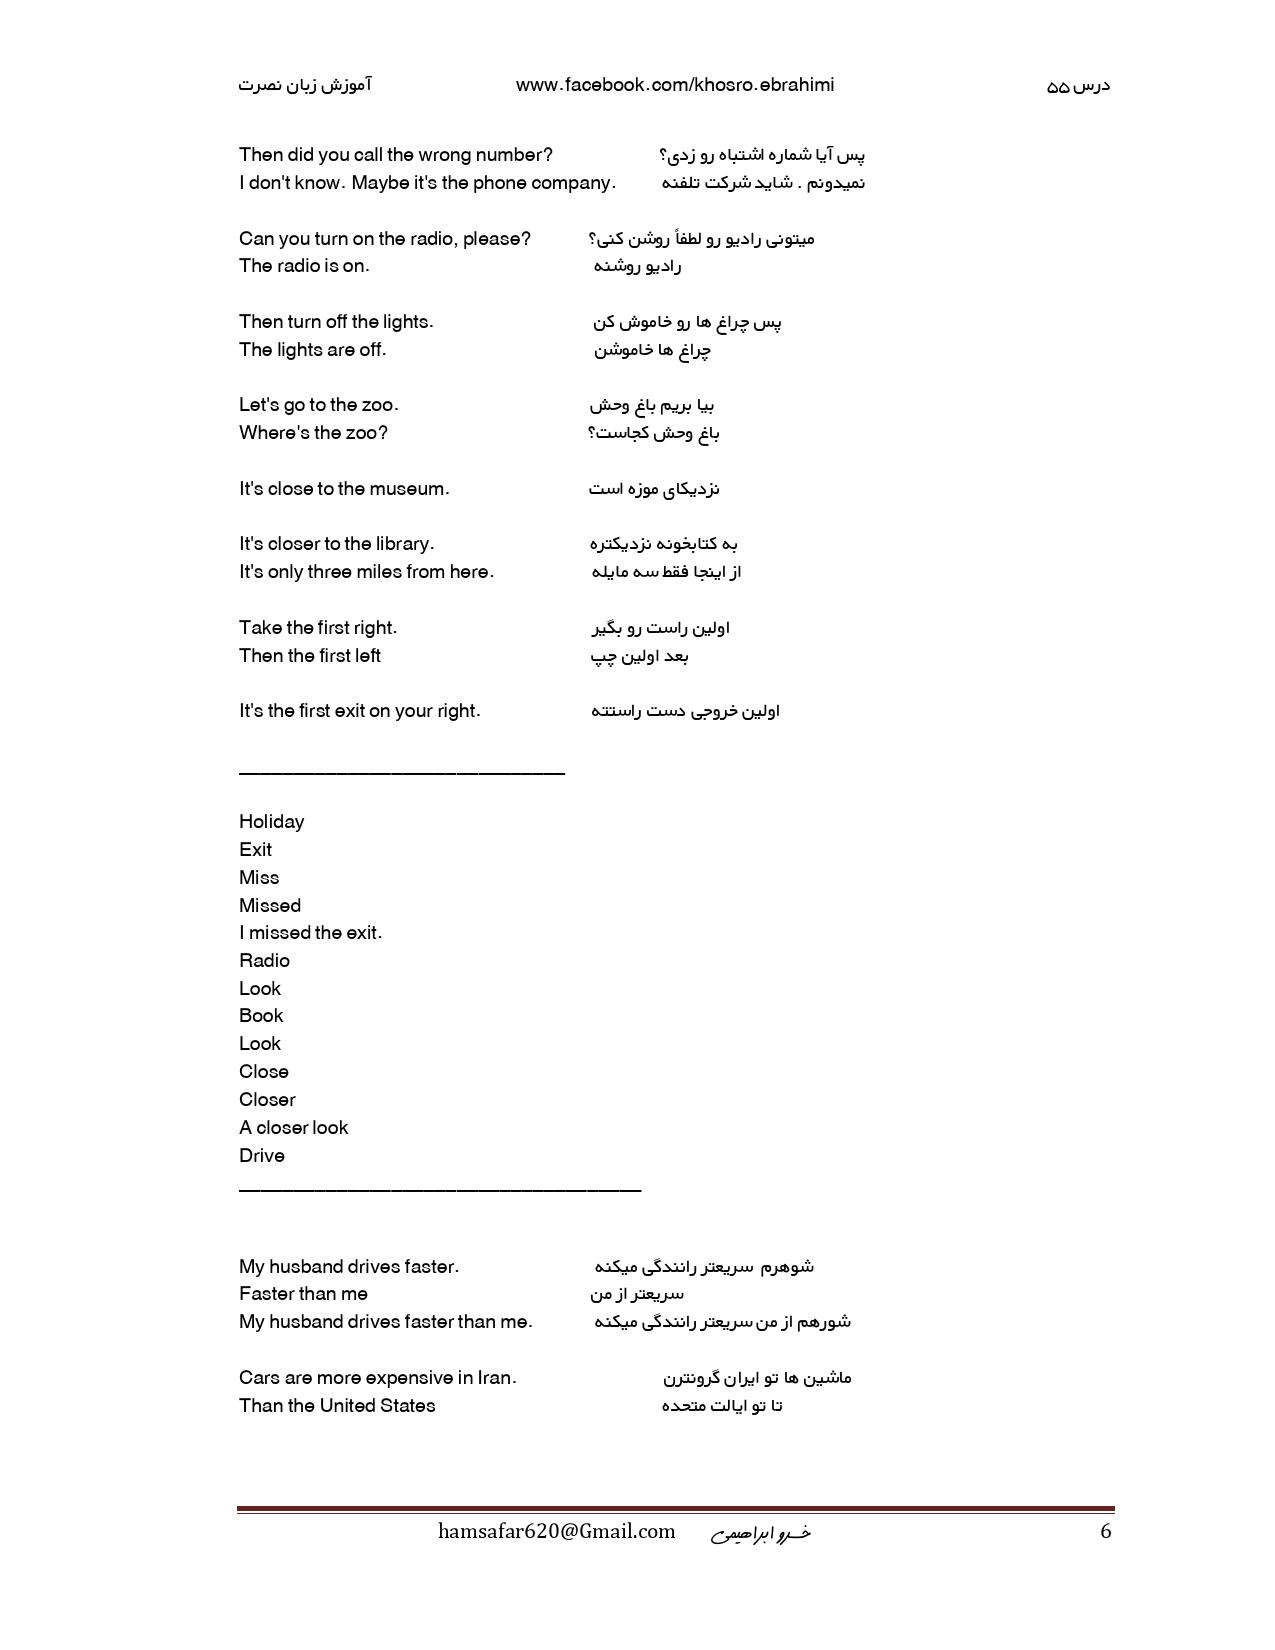 آموزش زبان نصرت www.facebook.com/khosro.ebrahimi درس ۵۵
Then did you call the wrong number? پس آیا شماره اشتباه رو زدی؟
I don't know. Maybe it's the phone company. نمیدونم . شاید شرکت تلفنه
Can you turn on the radio, please? میتونی رادیو رو لطفاً روشن کنی؟
The radio is on. رادیو روشنه
Then turn off the lights. پس چراغ ها رو خاموش کن
The lights are off. چراغ ها خاموشن
Let's go to the zoo. بیا بریم باغ وحش
Where's the zoo? باغ وحش کجاست؟
It's close to the museum. نزدیکای موزه است
It's closer to the library. به کتابخونه نزدیکتره
It's only three miles from here. از اینجا فقط سه مایله
Take the first right. اولین راست رو بگیر
Then the first left بعد اولین چپ
It's the first exit on your right. اولین خروجی دست راستته
Holiday
Exit
Miss
Missed
I missed the exit.
Radio
Look
Book
Look
Close
Closer
A closer look
Drive
My husband drives faster. شوهرم سریعتر رانندگی میکنه
Faster than me سریعتر از من
My husband drives faster than me. شورهم از من سریعتر رانندگی میکنه
Cars are more expensive in Iran. ماشین ها تو ایران گرونترن
Than the United States تا تو ایالت متحده
hamsafar620@Gmail.com خسرو ابراهیمی 6